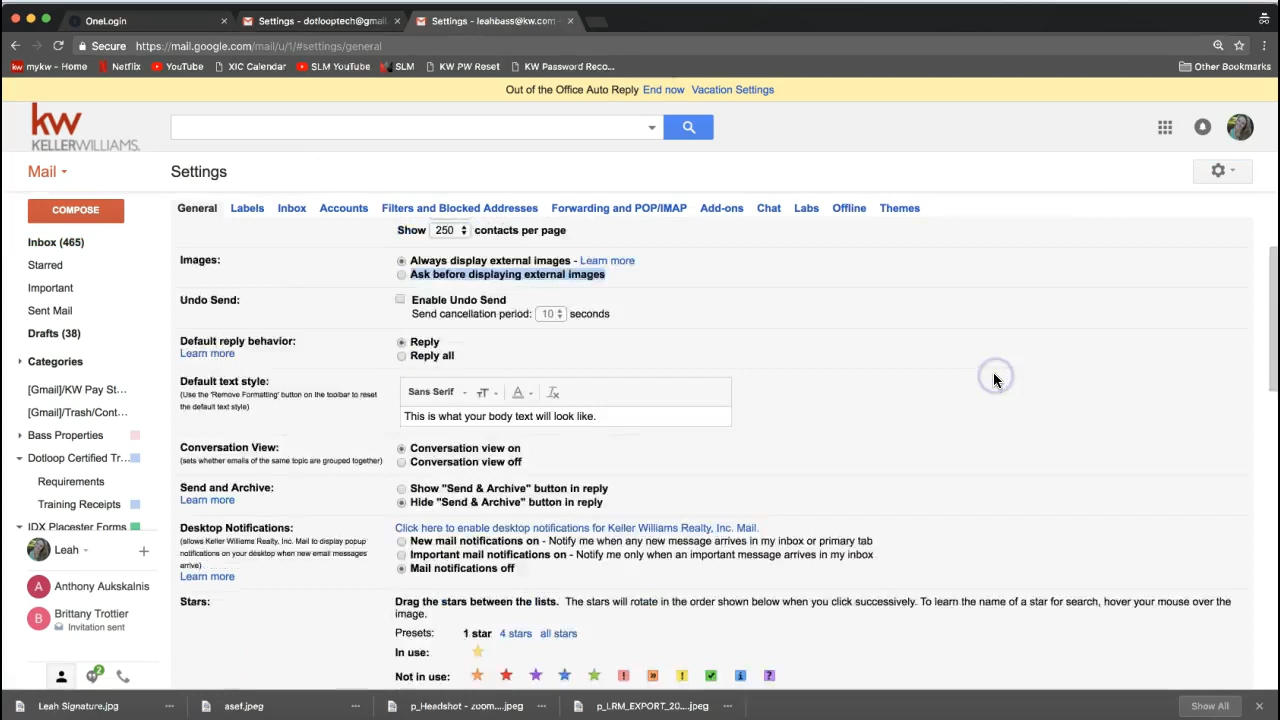 OneLogin
Settings - dotlooptech@gmail.
Settings - leahbass@kw.com
Secure https://mail.google.com/mail/u/1/#settings/general
mykw - Home Netflix YouTube XIC Calendar SLM YouTube SLM KW PW Reset KW Password Reco... Other Bookmarks
Out of the Office Auto Reply End now Vacation Settings
kw
KELLERWILLIAMS.
Mail
Settings
COMPOSE
General Labels Inbox Accounts Filters and Blocked Addresses Forwarding and POP/IMAP Add-ons Chat Labs Offline Themes
Inbox (465)
Starred
Important
Sent Mail
Drafts (38)
Categories
[Gmail]/KW Pay St...
[Gmail]/Trash/Cont...
Bass Properties
Dotloop Certified Tr...
Requirements
Training Receipts
IDX Placester Forms
Leah
Anthony Aukskalnis
Brittany Trottier
Invitation sent
2
Show 250 contacts per page
Images:
Always display external images - Learn more
Ask before displaying external images
Undo Send:
Enable Undo Send
Send cancellation period: 10 seconds
Default reply behavior:
Learn more
Reply
Reply all
Default text style:
(Use the 'Remove Formatting' button on the toolbar to reset
the default text style)
Sans Serif
This is what your body text will look like.
Conversation View:
(sets whether emails of the same topic are grouped together)
Conversation view on
Conversation view off
Send and Archive:
Learn more
Show "Send & Archive" button in reply
Hide "Send & Archive" button in reply
Desktop Notifications:
(allows Keller Williams Realty, Inc. Mail to display popup
notifications on your desktop when new email messages
arrive)
Learn more
Click here to enable desktop notifications for Keller Williams Realty, Inc. Mail.
New mail notifications on - Notify me when any new message arrives in my inbox or primary tab
Important mail notifications on - Notify me only when an important message arrives in my inbox
Mail notifications off
Stars:
Drag the stars between the lists. The stars will rotate in the order shown below when you click successively. To learn the name of a star for search, hover your mouse over the
image.
Presets: 1 star 4 stars all stars
In use:
Not in use:
Leah Signature.jpg
asef.jpeg
p_Headshot - zoom....jpeg
p_LRM_EXPORT_20....jpeg
Show All